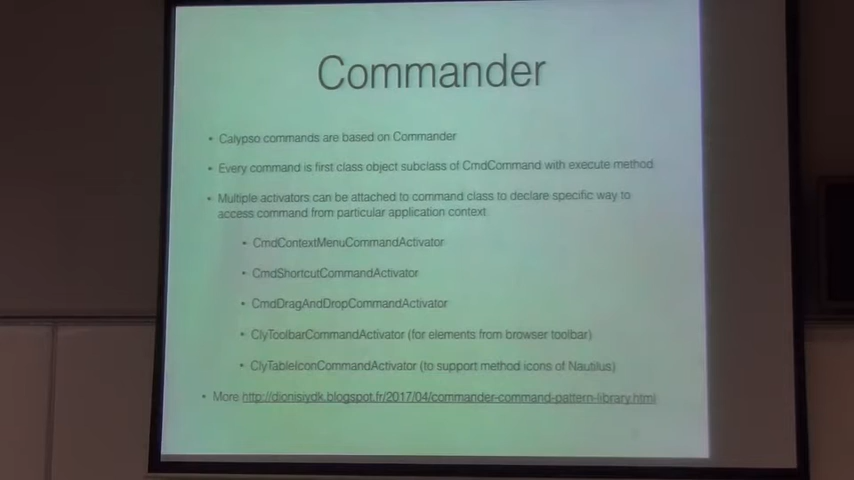 Commander
• Calypso commands are based on Commander
• Every command is first class object subclass of CmdCommand with execute method
• Multiple activators can be attached to command class to declare specific way to
access command from particular application context
• CmdContextMenuCommandActivator
• CmdShortcutCommandActivator
• CmdDragAndDropCommandActivator
• ClyToolbarCommandActivator (for elements from browser toolbar)
• ClyTableIconCommandActivator (to support method icons of Nautilus)
• More http://dionisiydk.blogspot.fr/2017/04/commander-command-pattern-library.html